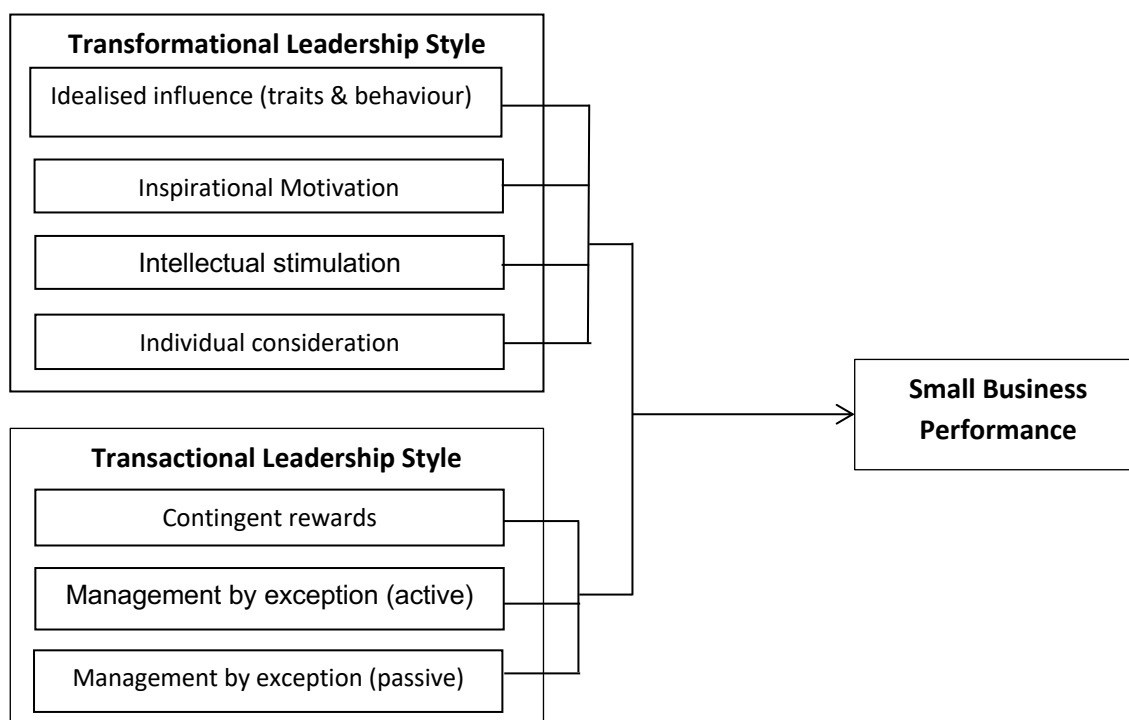 Transformational Leadership Style
Idealised influence (traits & behaviour)
Inspirational Motivation
Intellectual stimulation
Individual consideration
Transactional Leadership Style
Contingent rewards
Management by exception (active)
Management by exception (passive)
Small Business
Performance